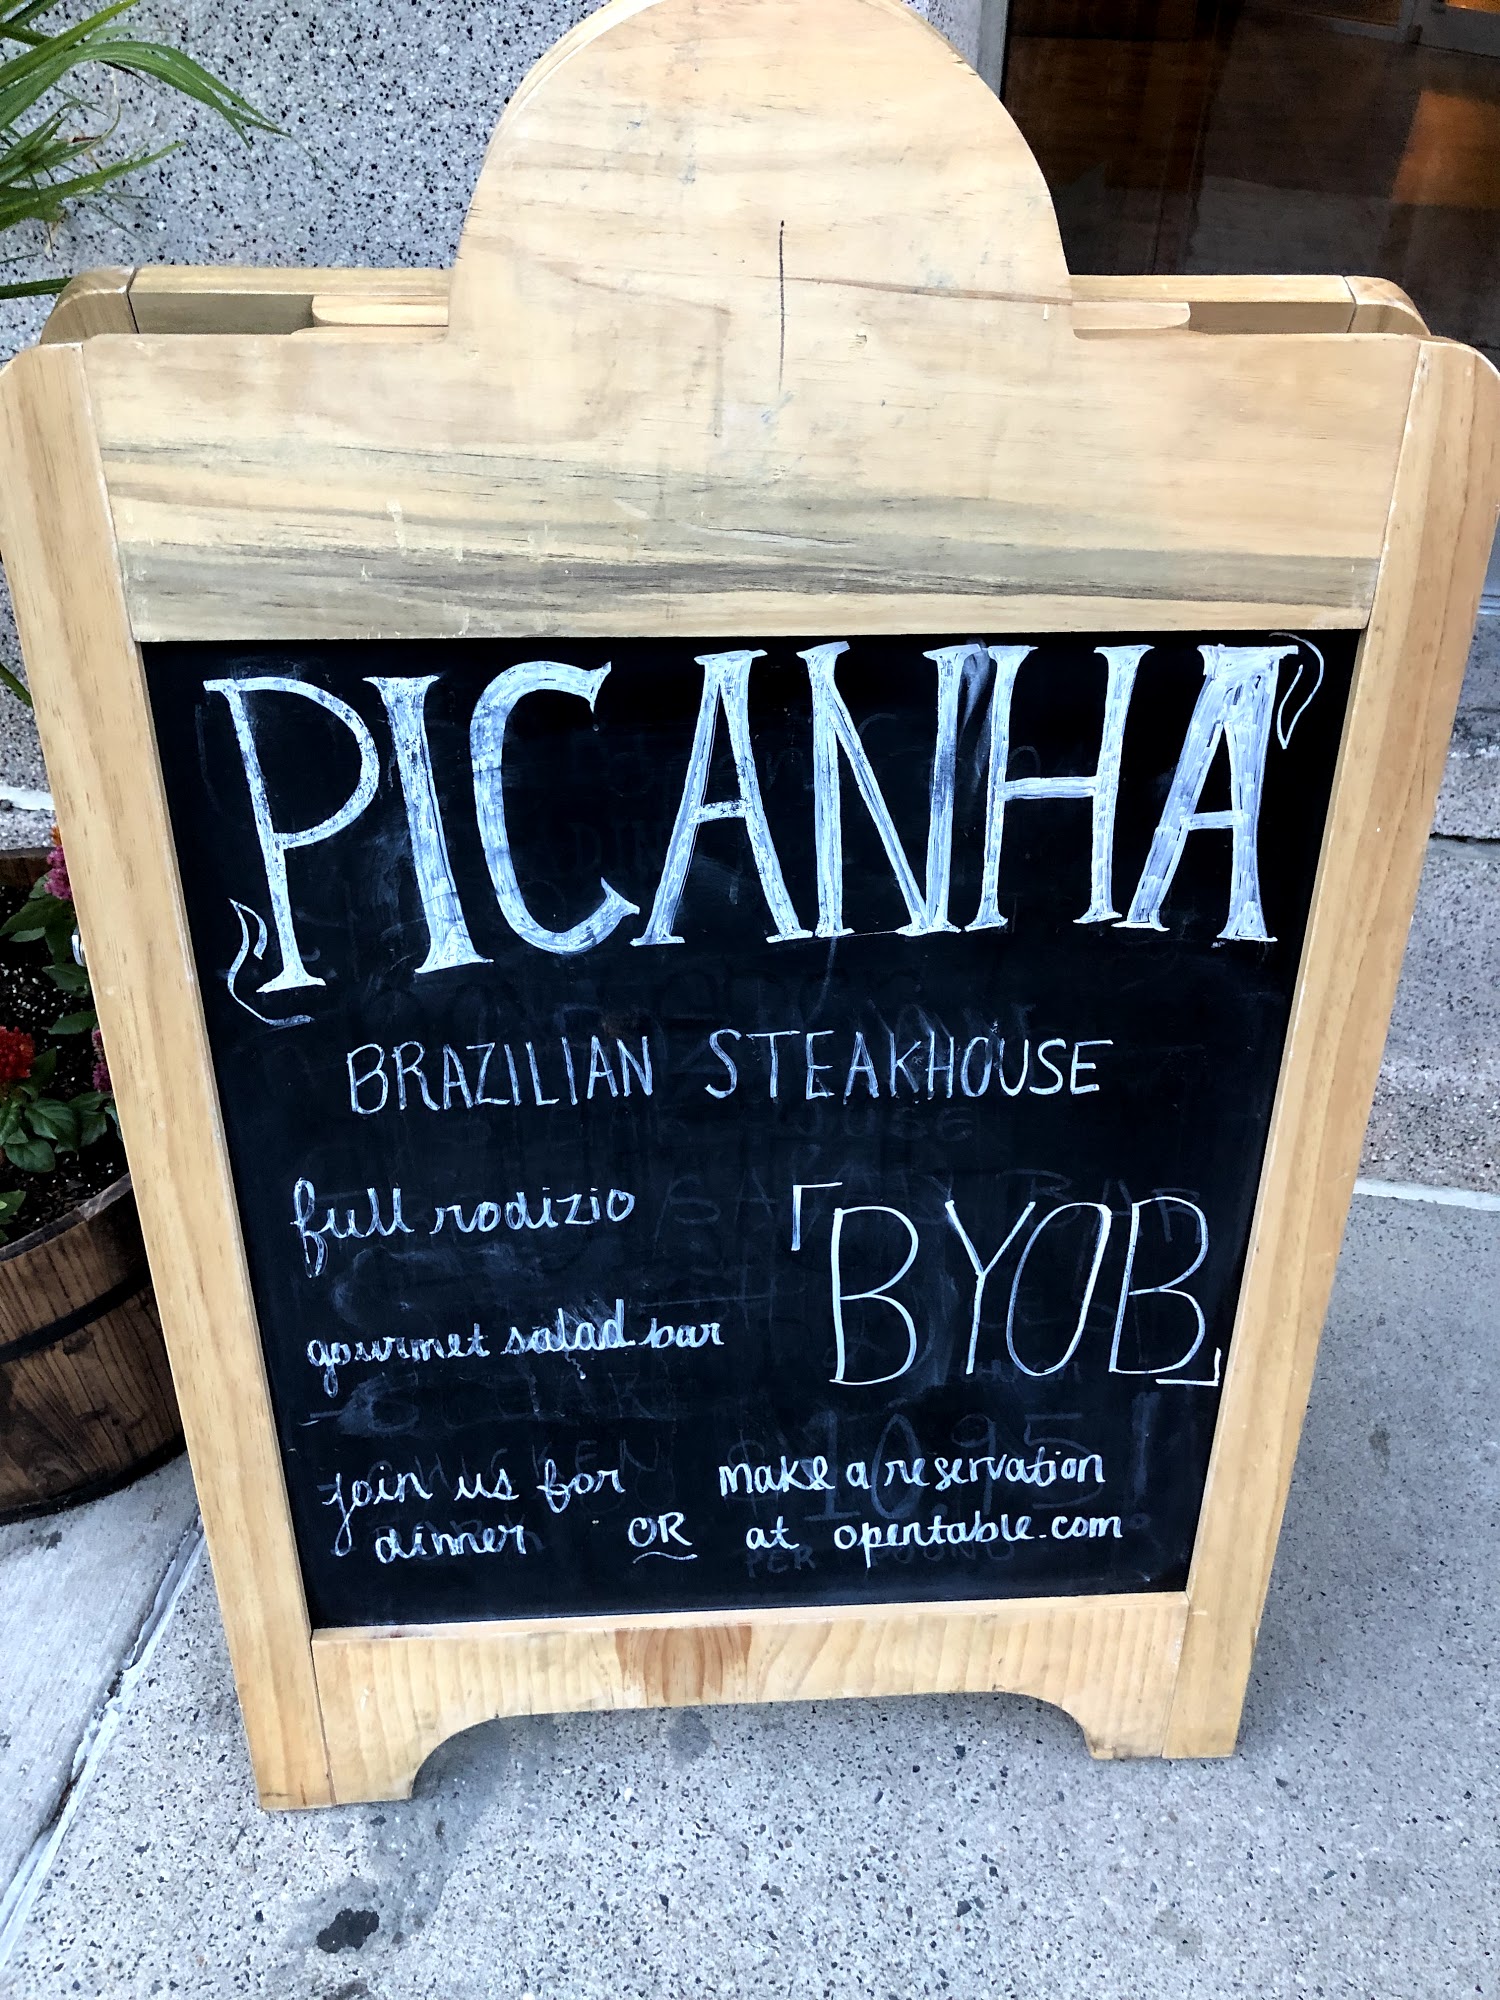 PICANHA
BRAZILIAN STEAKHOUSE
full rodizio
BYOB
gourmet salad bar
join us for
dinner
OR
make a reservation
at opentable.com